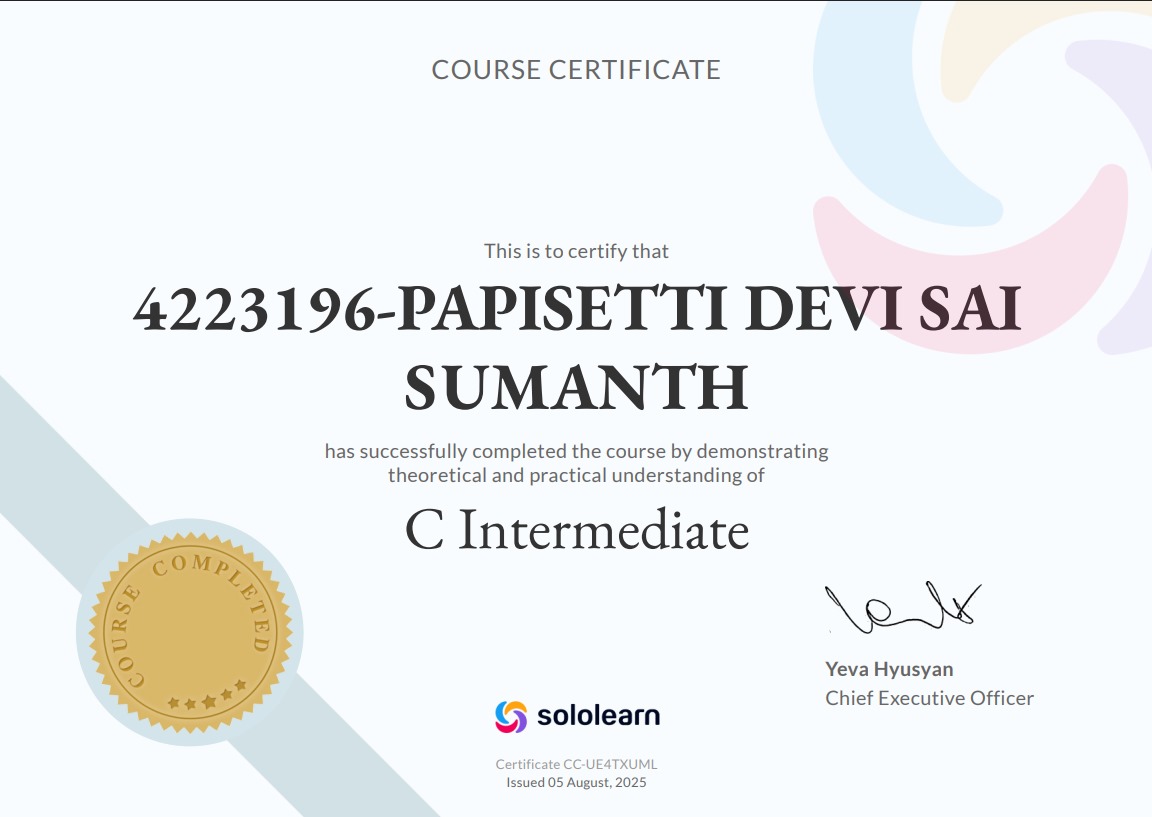 COURSE CERTIFICATE
This is to certify that
4223196-PAPISETTI DEVI SAI
SUMANTH
has successfully completed the course by demonstrating
theoretical and practical understanding of
C Intermediate
COURSE COMPLETED
Yeva Hyusyan
Chief Executive Officer
sololearn
Certificate CC-UE4TXUML
Issued 05 August, 2025